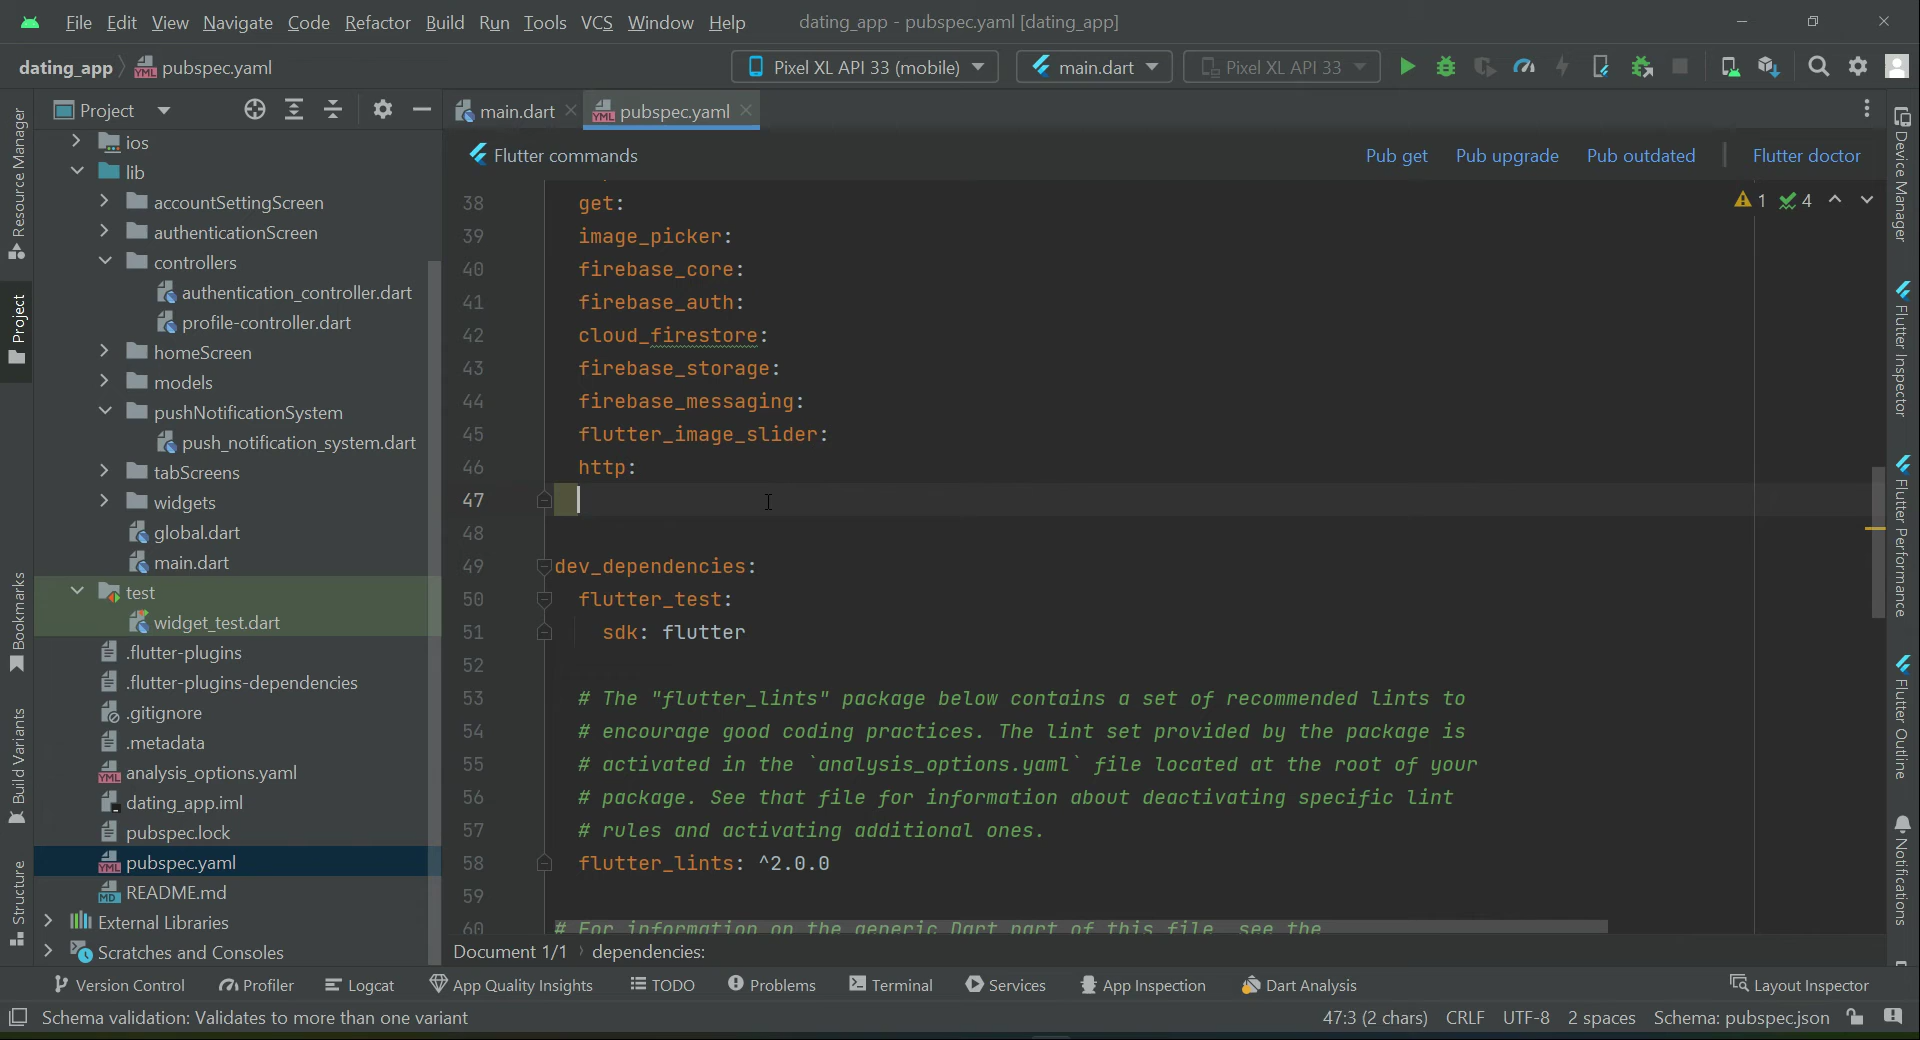 File Edit View Navigate Code Refactor Build Run Tools VCS Window Help dating_app - pubspec.yaml [dating_app]
dating_app pubspec.yaml Pixel XL API 33 (mobile) main.dart Pixel XL API 33
Project
main.dart pubspec.yaml
Flutter commands Pub get Pub upgrade Pub outdated Flutter doctor
Resource Manager
Project
Bookmarks
Build Variants
Structure
ios
lib
accountSettingScreen
authenticationScreen
controllers
authentication_controller.dart
profile-controller.dart
homeScreen
models
pushNotificationSystem
push_notification_system.dart
tabScreens
widgets
global.dart
main.dart
test
widget_test.dart
.flutter-plugins
.flutter-plugins-dependencies
.gitignore
.metadata
analysis_options.yaml
dating_app.iml
pubspec.lock
pubspec.yaml
README.md
External Libraries
Scratches and Consoles
1 4
38 get:
39 image_picker:
40 firebase_core:
41 firebase_auth:
42 cloud_firestore:
43 firebase_storage:
44 firebase_messaging:
45 flutter_image_slider:
46 http:
47
48
49 dev_dependencies:
50 flutter_test:
51 sdk: flutter
52
53 # The "flutter_lints" package below contains a set of recommended lints to
54 # encourage good coding practices. The lint set provided by the package is
55 # activated in the `analysis_options.yaml` file located at the root of your
56 # package. See that file for information about deactivating specific lint
57 # rules and activating additional ones.
58 flutter_lints: ^2.0.0
59
60 # For information on the generic Dart part of this file, see the
Document 1/1 dependencies:
Device Manager
Flutter Inspector
Flutter Performance
Flutter Outline
Notifications
Version Control Profiler Logcat App Quality Insights TODO Problems Terminal Services App Inspection Dart Analysis Layout Inspector
Schema validation: Validates to more than one variant 47:3 (2 chars) CRLF UTF-8 2 spaces Schema: pubspec.json